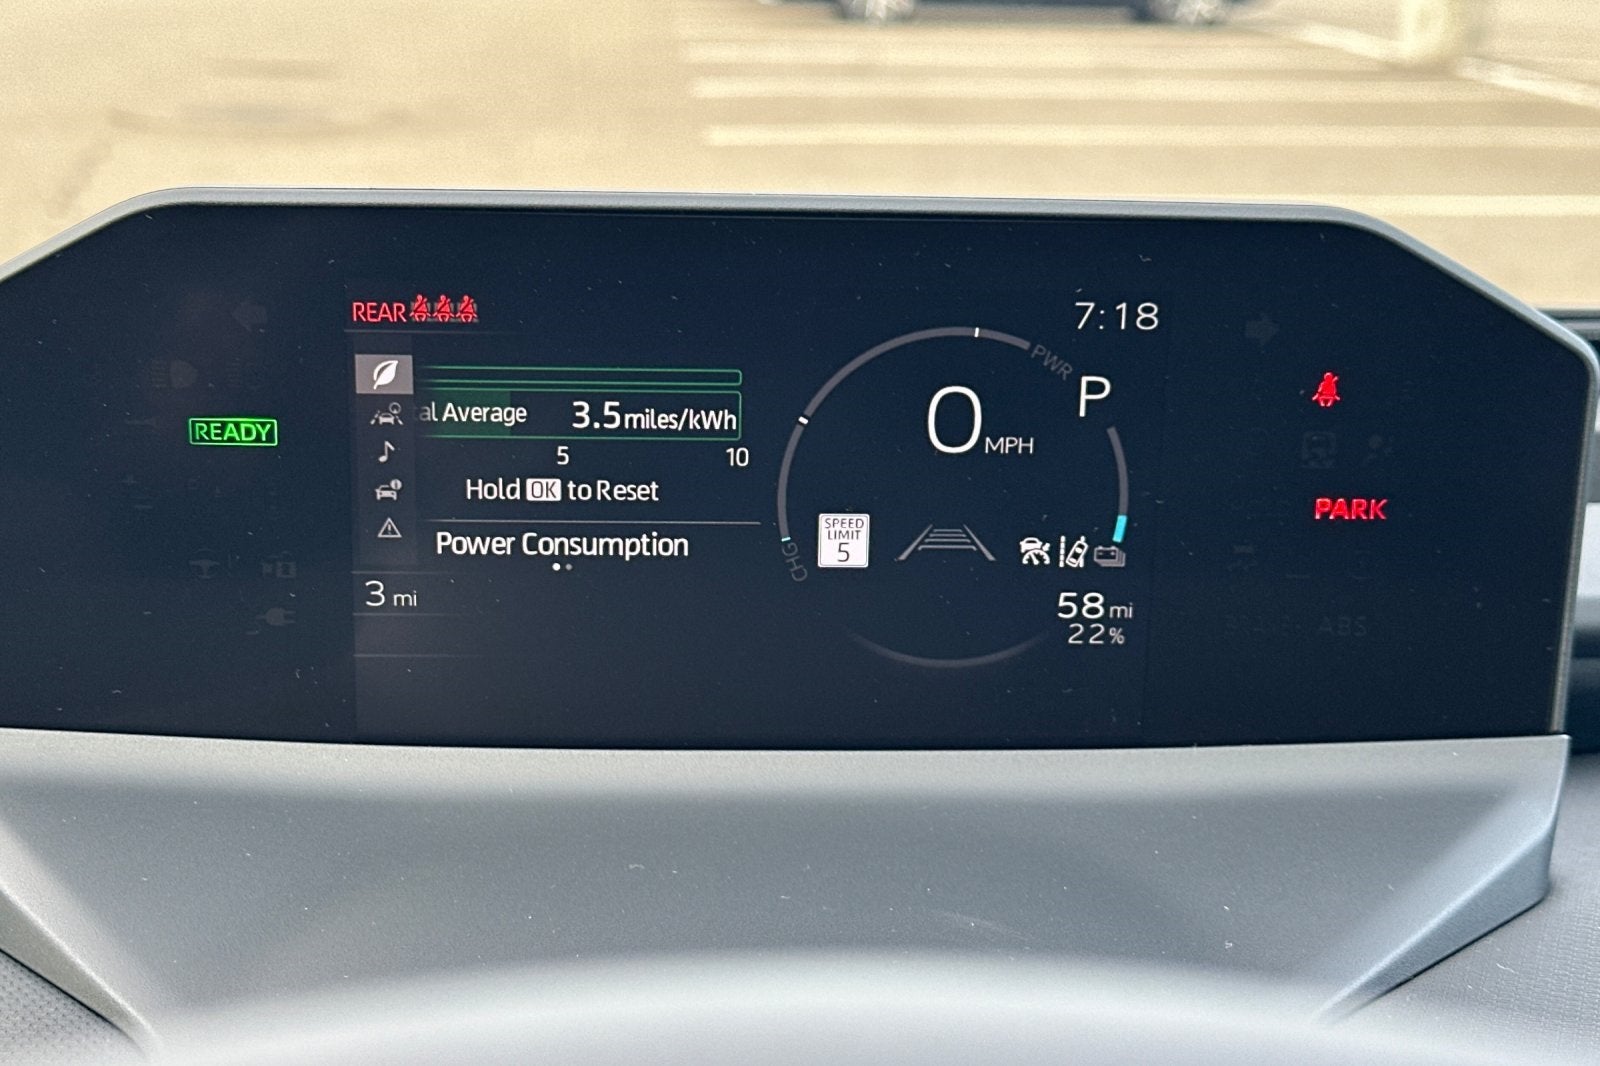 REAR
7:18
PWR
P
READY
al Average 3.5 miles/kWh
0 MPH
5 10
Hold OK to Reset
PARK
SPEED
LIMIT
5
Power Consumption
CHG
3 mi
58 mi
22%
ABS